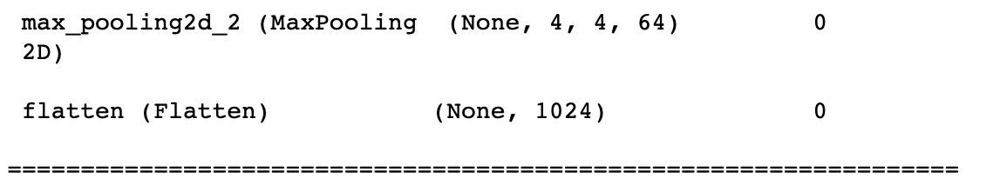 max_pooling2d_2 (MaxPooling (None, 4, 4, 64) 0
2D)
flatten (Flatten) (None, 1024) 0
=================================================================